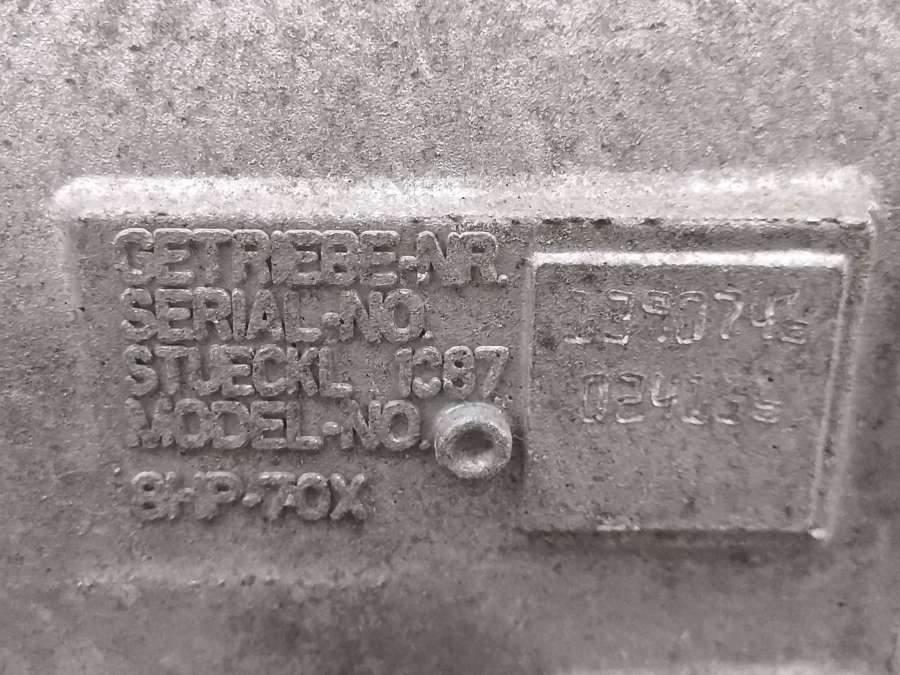 GETRIEBE-NR.
SERIAL-NO.
STUECKL 1087
MODEL-NO.
8HP-70X